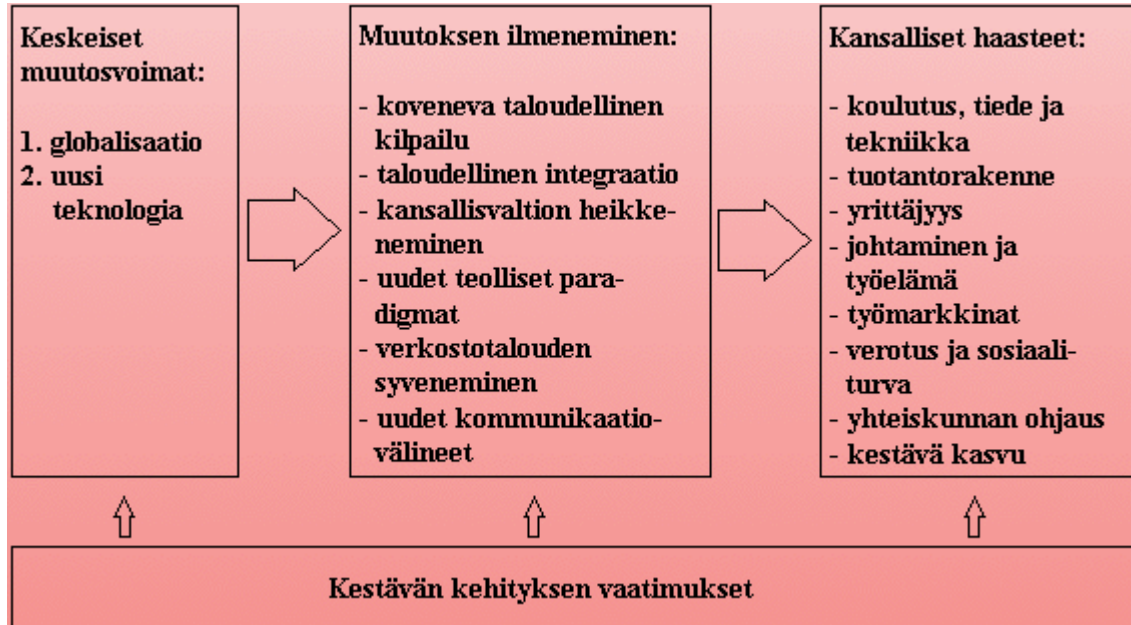 Keskeiset
muutosvoimat:
1. globalisaatio
2. uusi
teknologia
Muutoksen ilmeneminen:
- koveneva taloudellinen
kilpailu
- taloudellinen integraatio
- kansallisvaltion heikke-
neminen
- uudet teolliset para-
digmat
- verkostotalouden
syveneminen
- uudet kommunikaatio-
välineet
Kansalliset haasteet:
- koulutus, tiede ja
tekniikka
- tuotantorakenne
- yrittäjyys
- johtaminen ja
työelämä
- työmarkkinat
- verotus ja sosiaali-
turva
- yhteiskunnan ohjaus
- kestävä kasvu
Kestävän kehityksen vaatimukset